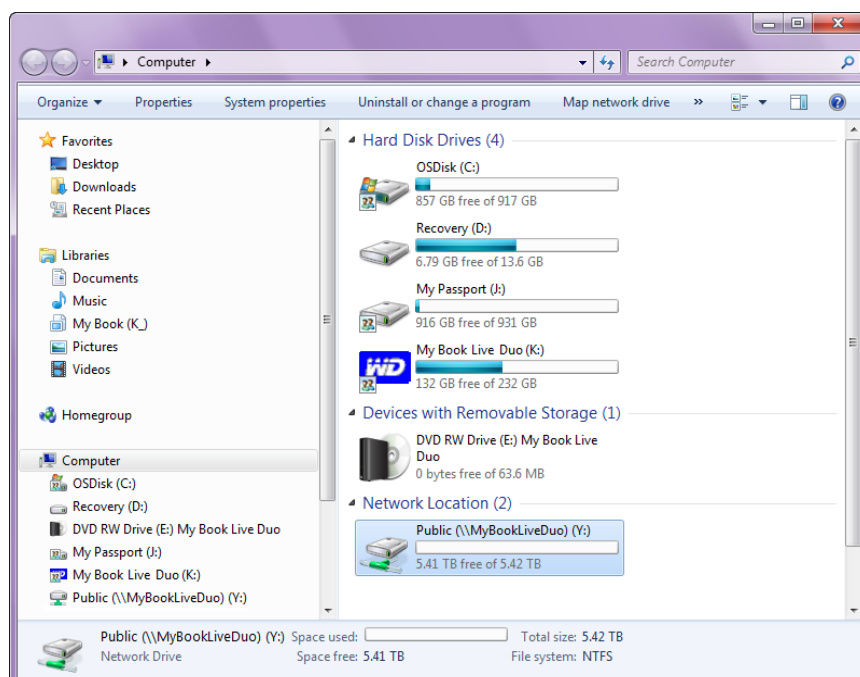 Computer
Search Computer
Organize Properties System properties Uninstall or change a program Map network drive »
Favorites
Desktop
Downloads
Recent Places
Libraries
Documents
Music
My Book (K_)
Pictures
Videos
Homegroup
Computer
OSDisk (C:)
Recovery (D:)
DVD RW Drive (E:) My Book Live Duo
My Passport (J:)
My Book Live Duo (K:)
Public (\\MyBookLiveDuo) (Y:)
Hard Disk Drives (4)
OSDisk (C:)
857 GB free of 917 GB
Recovery (D:)
6.79 GB free of 13.6 GB
My Passport (J:)
916 GB free of 931 GB
WD
My Book Live Duo (K:)
132 GB free of 232 GB
Devices with Removable Storage (1)
DVD RW Drive (E:) My Book Live
Duo
0 bytes free of 63.6 MB
Network Location (2)
Public (\\MyBookLiveDuo) (Y:)
5.41 TB free of 5.42 TB
Public (\\MyBookLiveDuo) (Y:) Space used: Total size: 5.42 TB
Network Drive Space free: 5.41 TB File system: NTFS